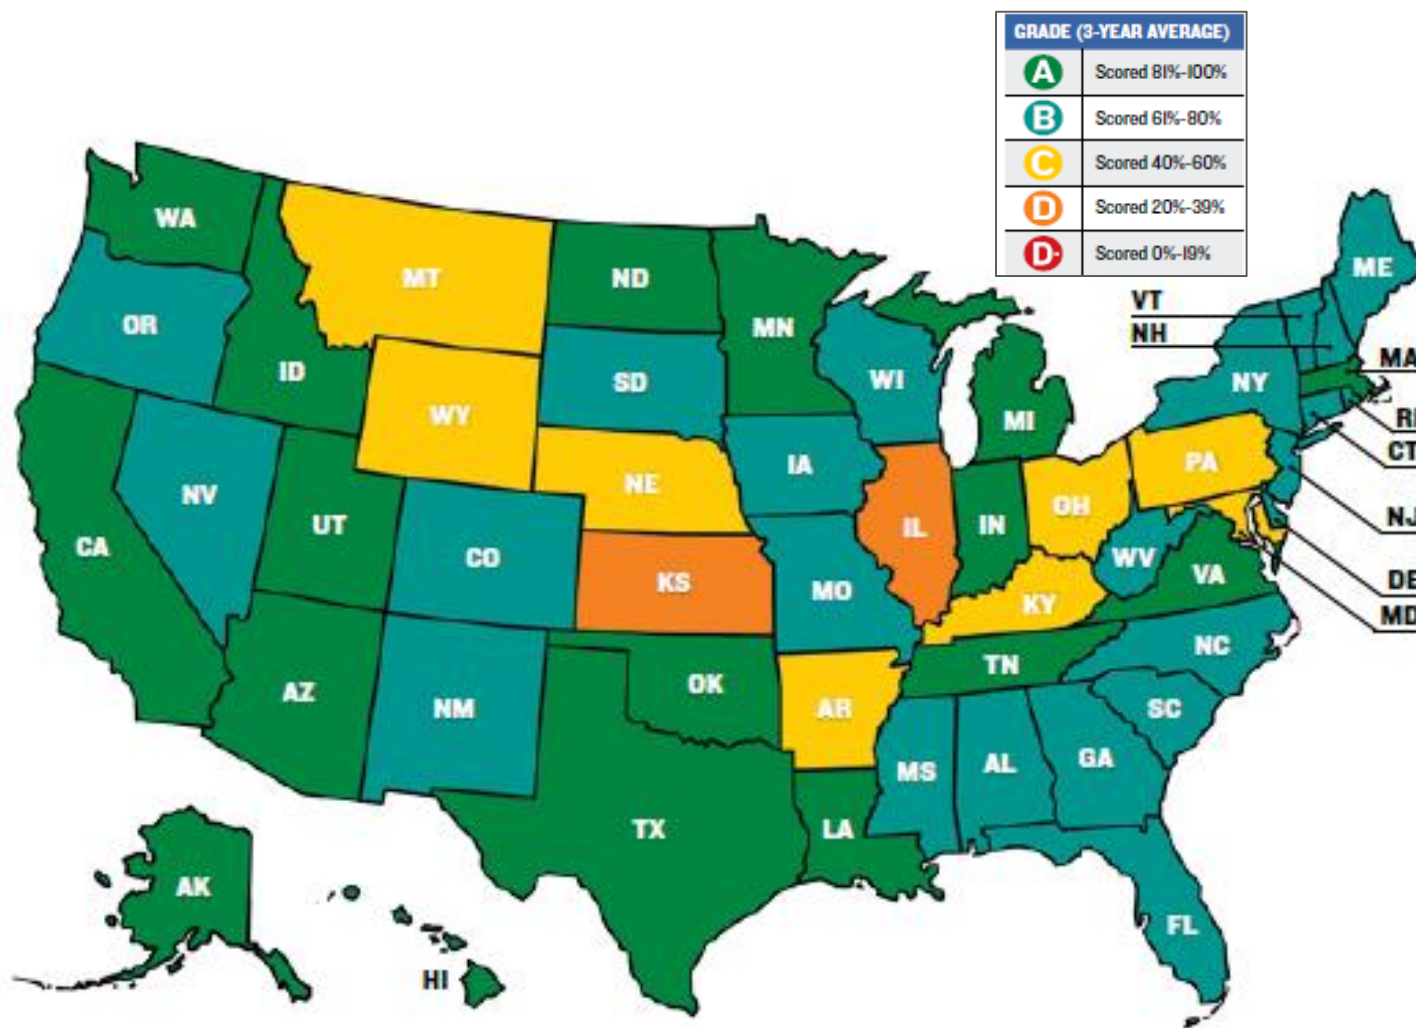 GRADE (3-YEAR AVERAGE)
A Scored 81%-100%
B Scored 61%-80%
C Scored 40%-60%
D Scored 20%-39%
D- Scored 0%-19%
WA
MT
ND
MN
ME
VT
NH
OR
ID
SD
WI
NY
MA
WY
MI
RI
IA
PA
CT
NE
NV
UT
OH
IN
IL
NJ
CA
CO
KS
MO
WV
VA
DE
KY
MD
TN
NC
AZ
NM
OK
AR
SC
MS
AL
GA
TX
LA
AK
FL
HI